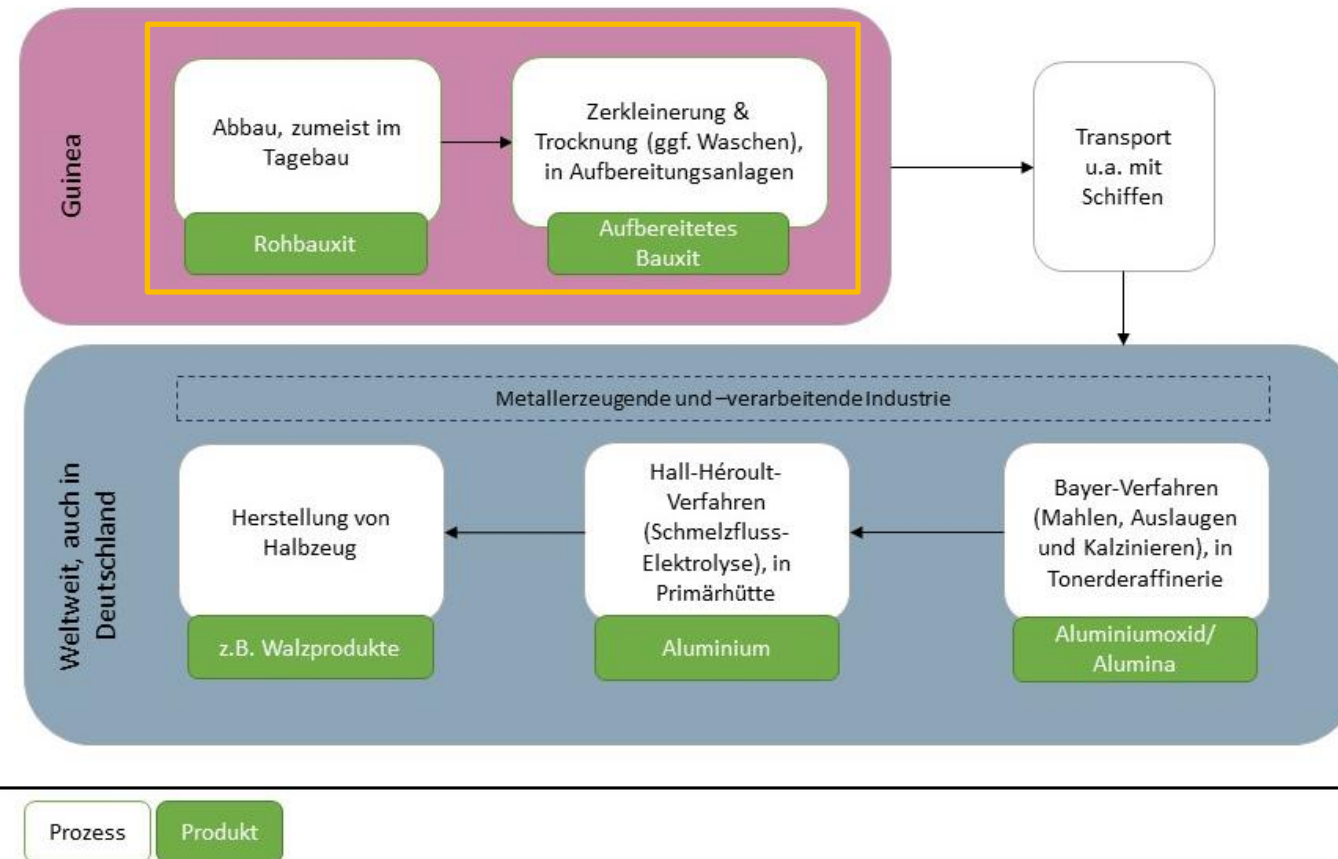 Guinea
Abbau, zumeist im
Tagebau
Rohbauxit
Zerkleinerung &
Trocknung (ggf. Waschen),
in Aufbereitungsanlagen
Aufbereitetes
Bauxit
Transport
u.a. mit
Schiffen
Weltweit, auch in
Deutschland
Metallerzeugende und –verarbeitende Industrie
Herstellung von
Halbzeug
z.B. Walzprodukte
Hall-Héroult-
Verfahren
(Schmelzfluss-
Elektrolyse), in
Primärhütte
Aluminium
Bayer-Verfahren
(Mahlen, Auslaugen
und Kalzinieren), in
Tonerderaffinerie
Aluminiumoxid/
Alumina
Prozess
Produkt